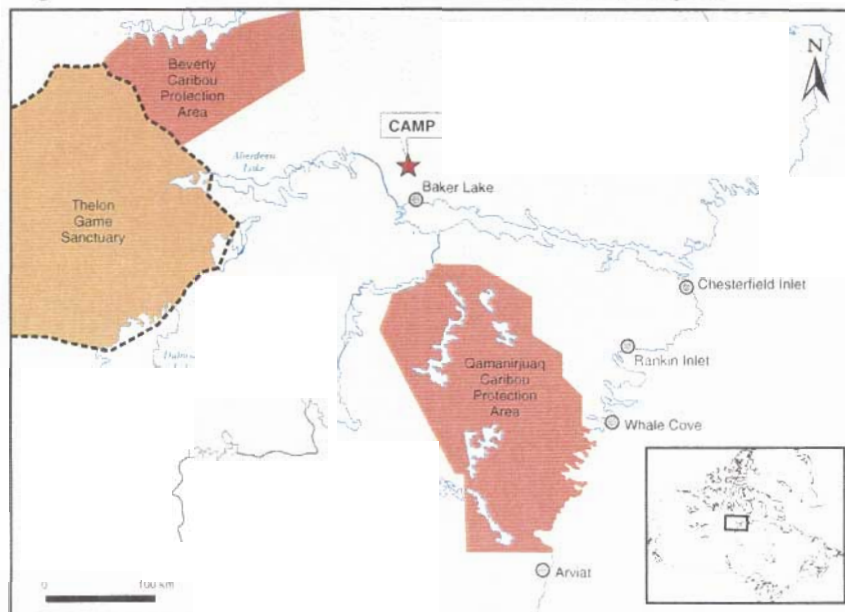 N
Beverly
Caribou
Protection
Area
CAMP
Aberdeen
Lake
Baker Lake
Thelon
Game
Sanctuary
Chesterfield Inlet
Rankin Inlet
Qamanirjuaq
Caribou
Protection
Area
Whale Cove
Arviat
0
100 km